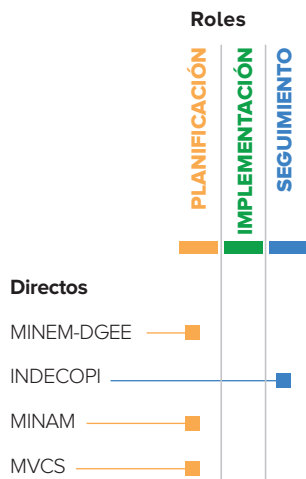 Roles
PLANIFICACIÓN
IMPLEMENTACIÓN
SEGUIMIENTO
Directos
MINEM-DGEE
INDECOPI
MINAM
MVCS